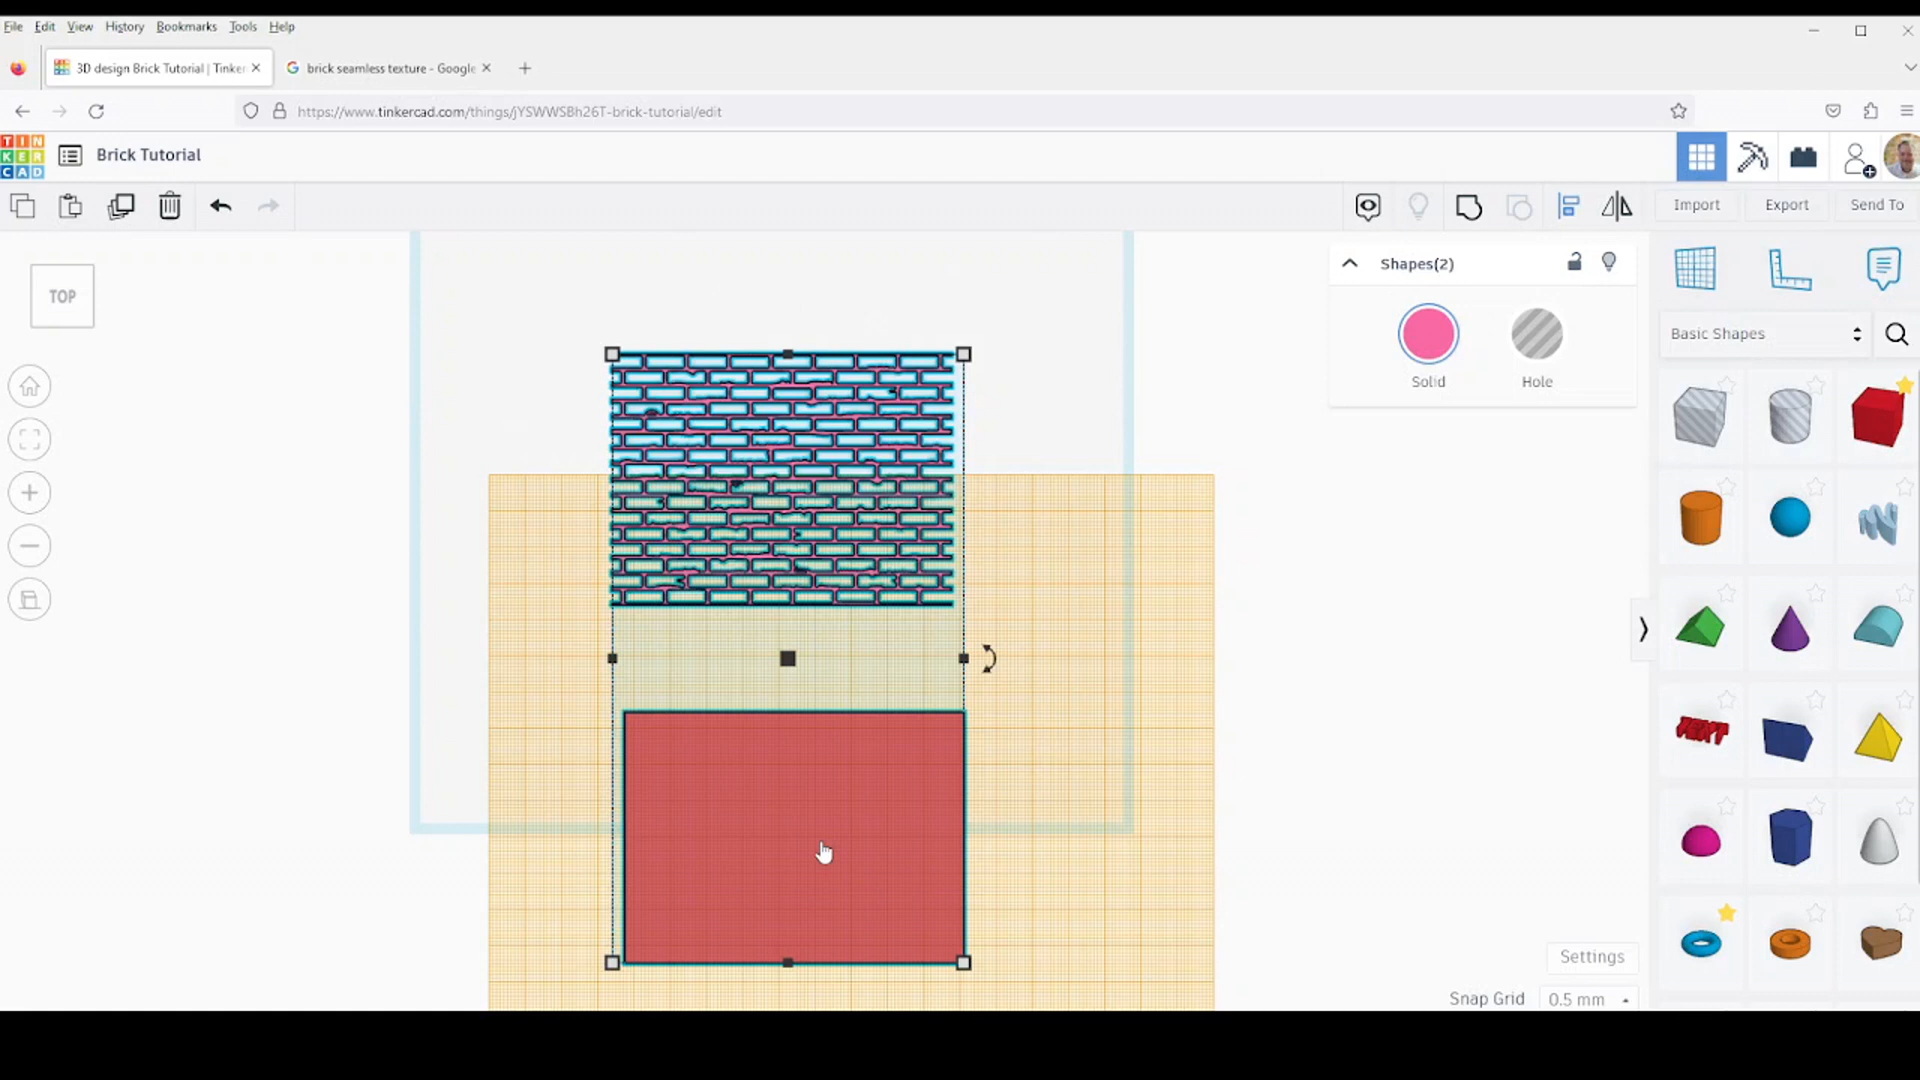 File Edit View History Bookmarks Tools Help
3D design Brick Tutorial | Tinker
brick seamless texture - Google
https://www.tinkercad.com/things/jYSWWSBh26T-brick-tutorial/edit
TIN
KER
CAD
Brick Tutorial
Import
Export
Send To
TOP
Shapes(2)
Solid
Hole
Basic Shapes
TEXT
Settings
Snap Grid
0.5 mm